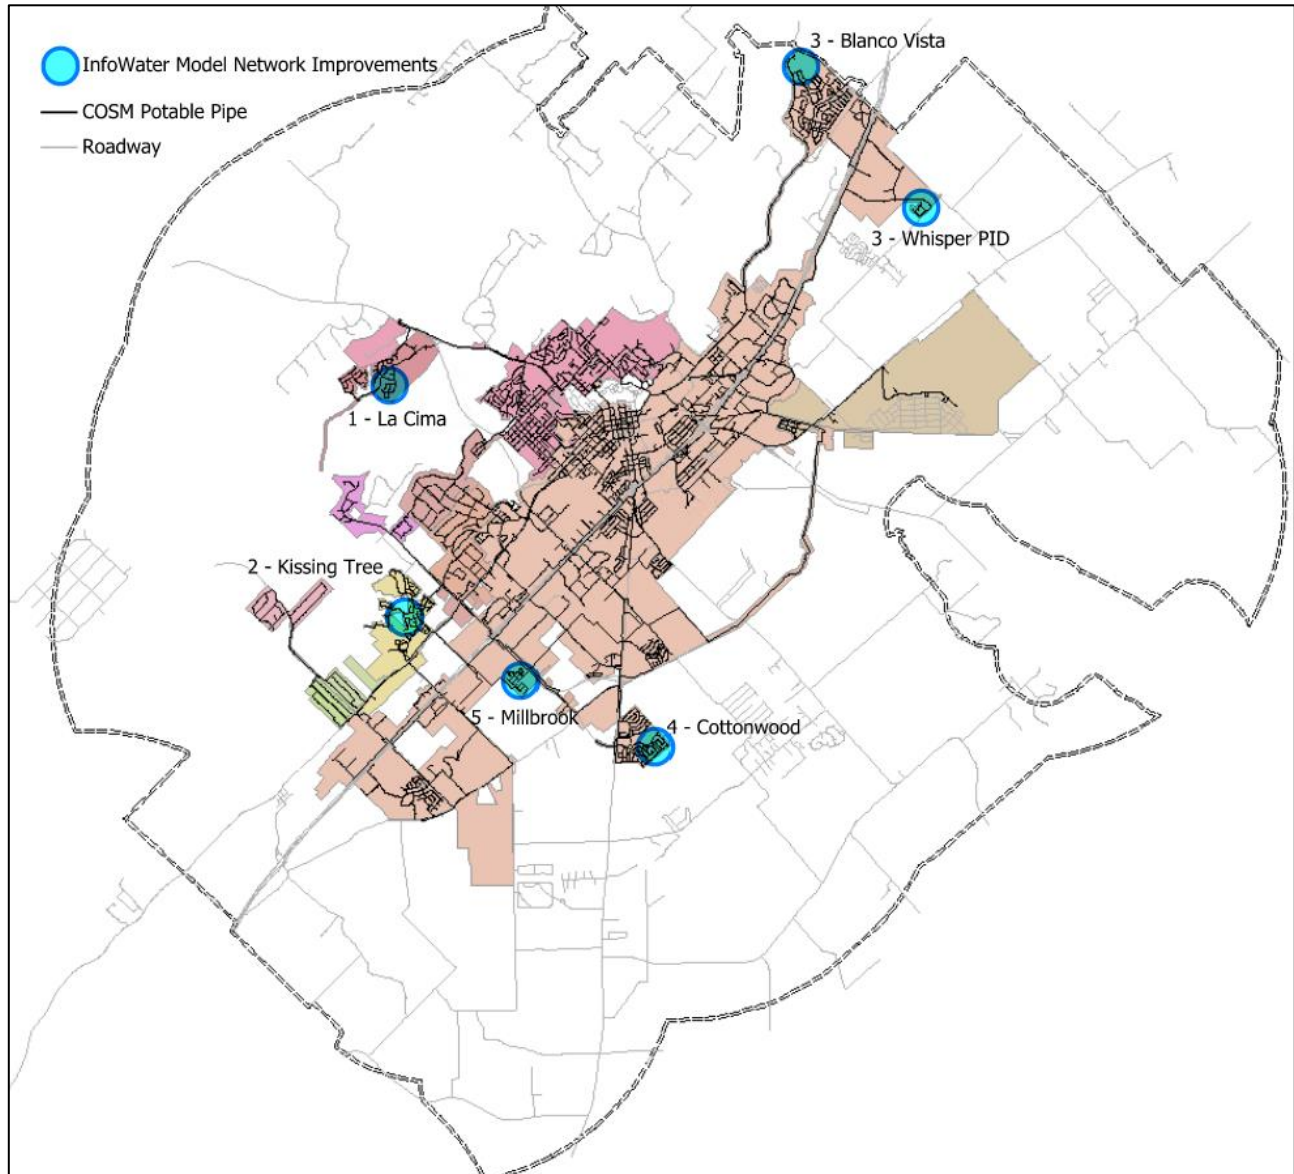 3 - Blanco Vista
InfoWater Model Network Improvements
COSM Potable Pipe
Roadway
3 - Whisper PID
1 - La Cima
2 - Kissing Tree
5 - Millbrook
4 - Cottonwood